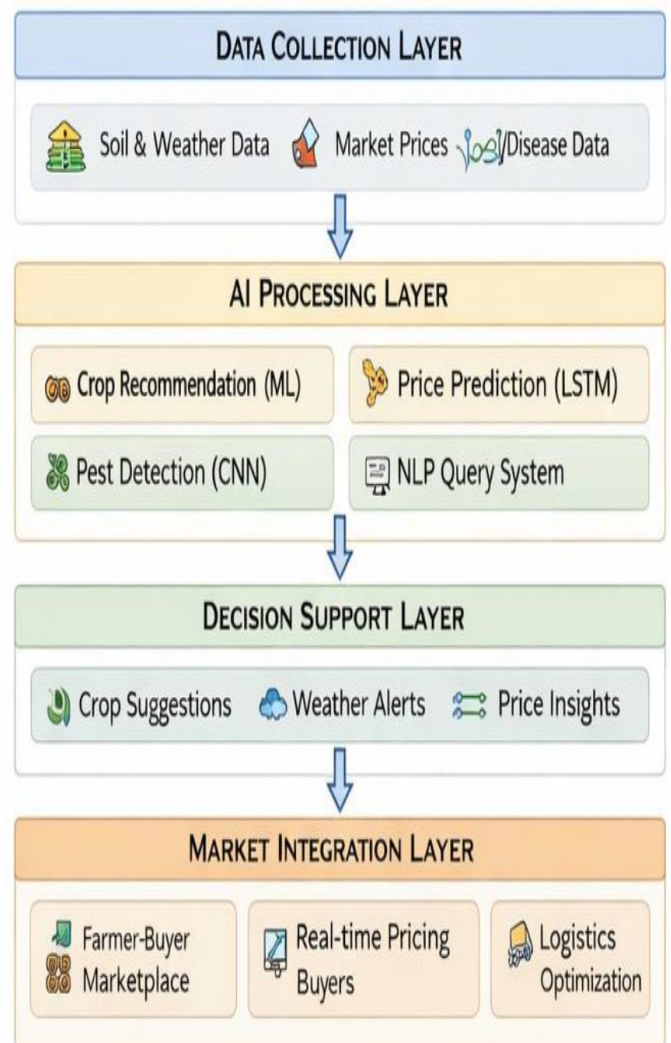 DATA COLLECTION LAYER
Soil & Weather Data Market Prices /Disease Data
AI PROCESSING LAYER
Crop Recommendation (ML) Price Prediction (LSTM)
Pest Detection (CNN) NLP Query System
DECISION SUPPORT LAYER
Crop Suggestions Weather Alerts Price Insights
MARKET INTEGRATION LAYER
Farmer-Buyer
Marketplace
Real-time Pricing
Buyers
Logistics
Optimization